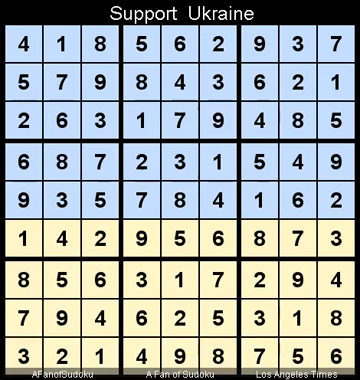 Support Ukraine
4 1 8 5 6 2 9 3 7
5 7 9 8 4 3 6 2 1
2 6 3 1 7 9 4 8 5
6 8 7 2 3 1 5 4 9
9 3 5 7 8 4 1 6 2
1 4 2 9 5 6 8 7 3
8 5 6 3 1 7 2 9 4
7 9 4 6 2 5 3 1 8
3 2 1 4 9 8 7 5 6
AFanofSudoku A Fan of Sudoku Los Angeles Times